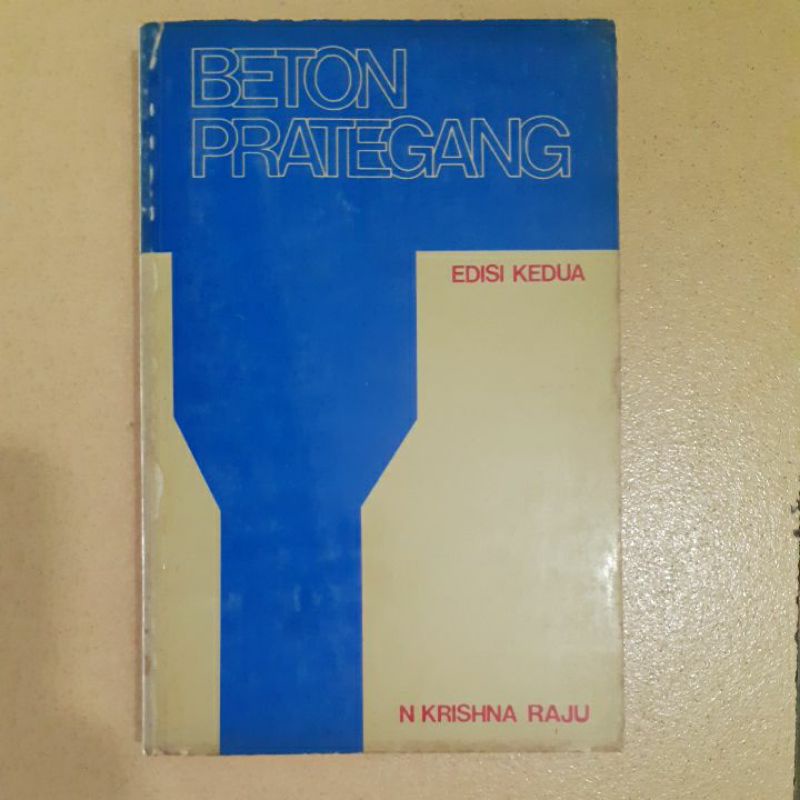 BETON
PRATEGANG
EDISI KEDUA
N KRISHNA RAJU